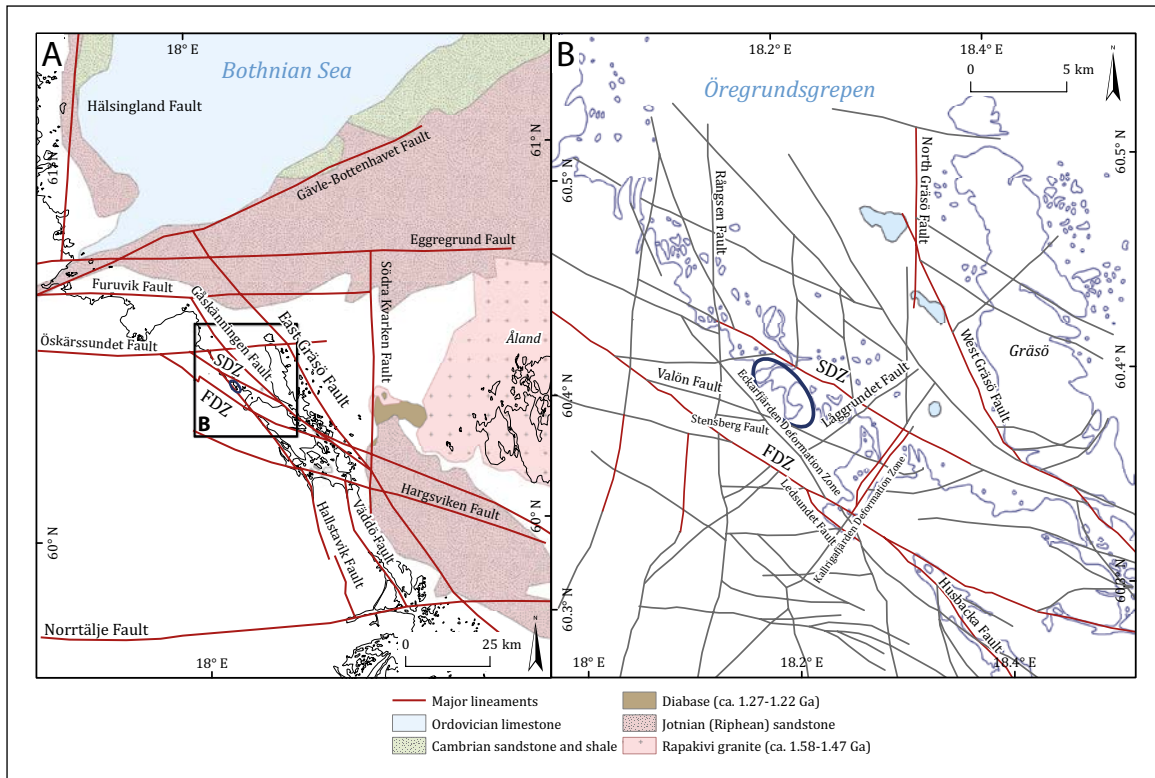 A
18° E
Bothnian Sea
Hälsingland Fault
61° N
61° N
Gävle-Bottenhavet Fault
Eggregrund Fault
Furuvik Fault
Gåskänningen Fault
East Gräsö Fault
Södra Kvarken Fault
Öskärssundet Fault
Åland
SDZ
FDZ
B
60.4° N
Hargsviken Fault
Hallstavik Fault
Väddö Fault
60° N
60° N
Norrtälje Fault
0 25 km
N
18° E
B
18.2° E
18.4° E
N
0 5 km
Öregrundsgrepen
60.5° N
60.5° N
Rångsen Fault
North Gräsö Fault
West Gräsö Fault
Gräsö
60.4° N
SDZ
Valön Fault
Eckarfjärden Deformation Zone
Låggrundet Fault
Stensberg Fault
FDZ
Ledsundet Fault
Kallrigafjärden Deformation Zone
Husbacka Fault
60.3° N
60.3° N
18° E
18.2° E
18.4° E
Major lineaments
Ordovician limestone
Cambrian sandstone and shale
Diabase (ca. 1.27-1.22 Ga)
Jotnian (Riphean) sandstone
Rapakivi granite (ca. 1.58-1.47 Ga)